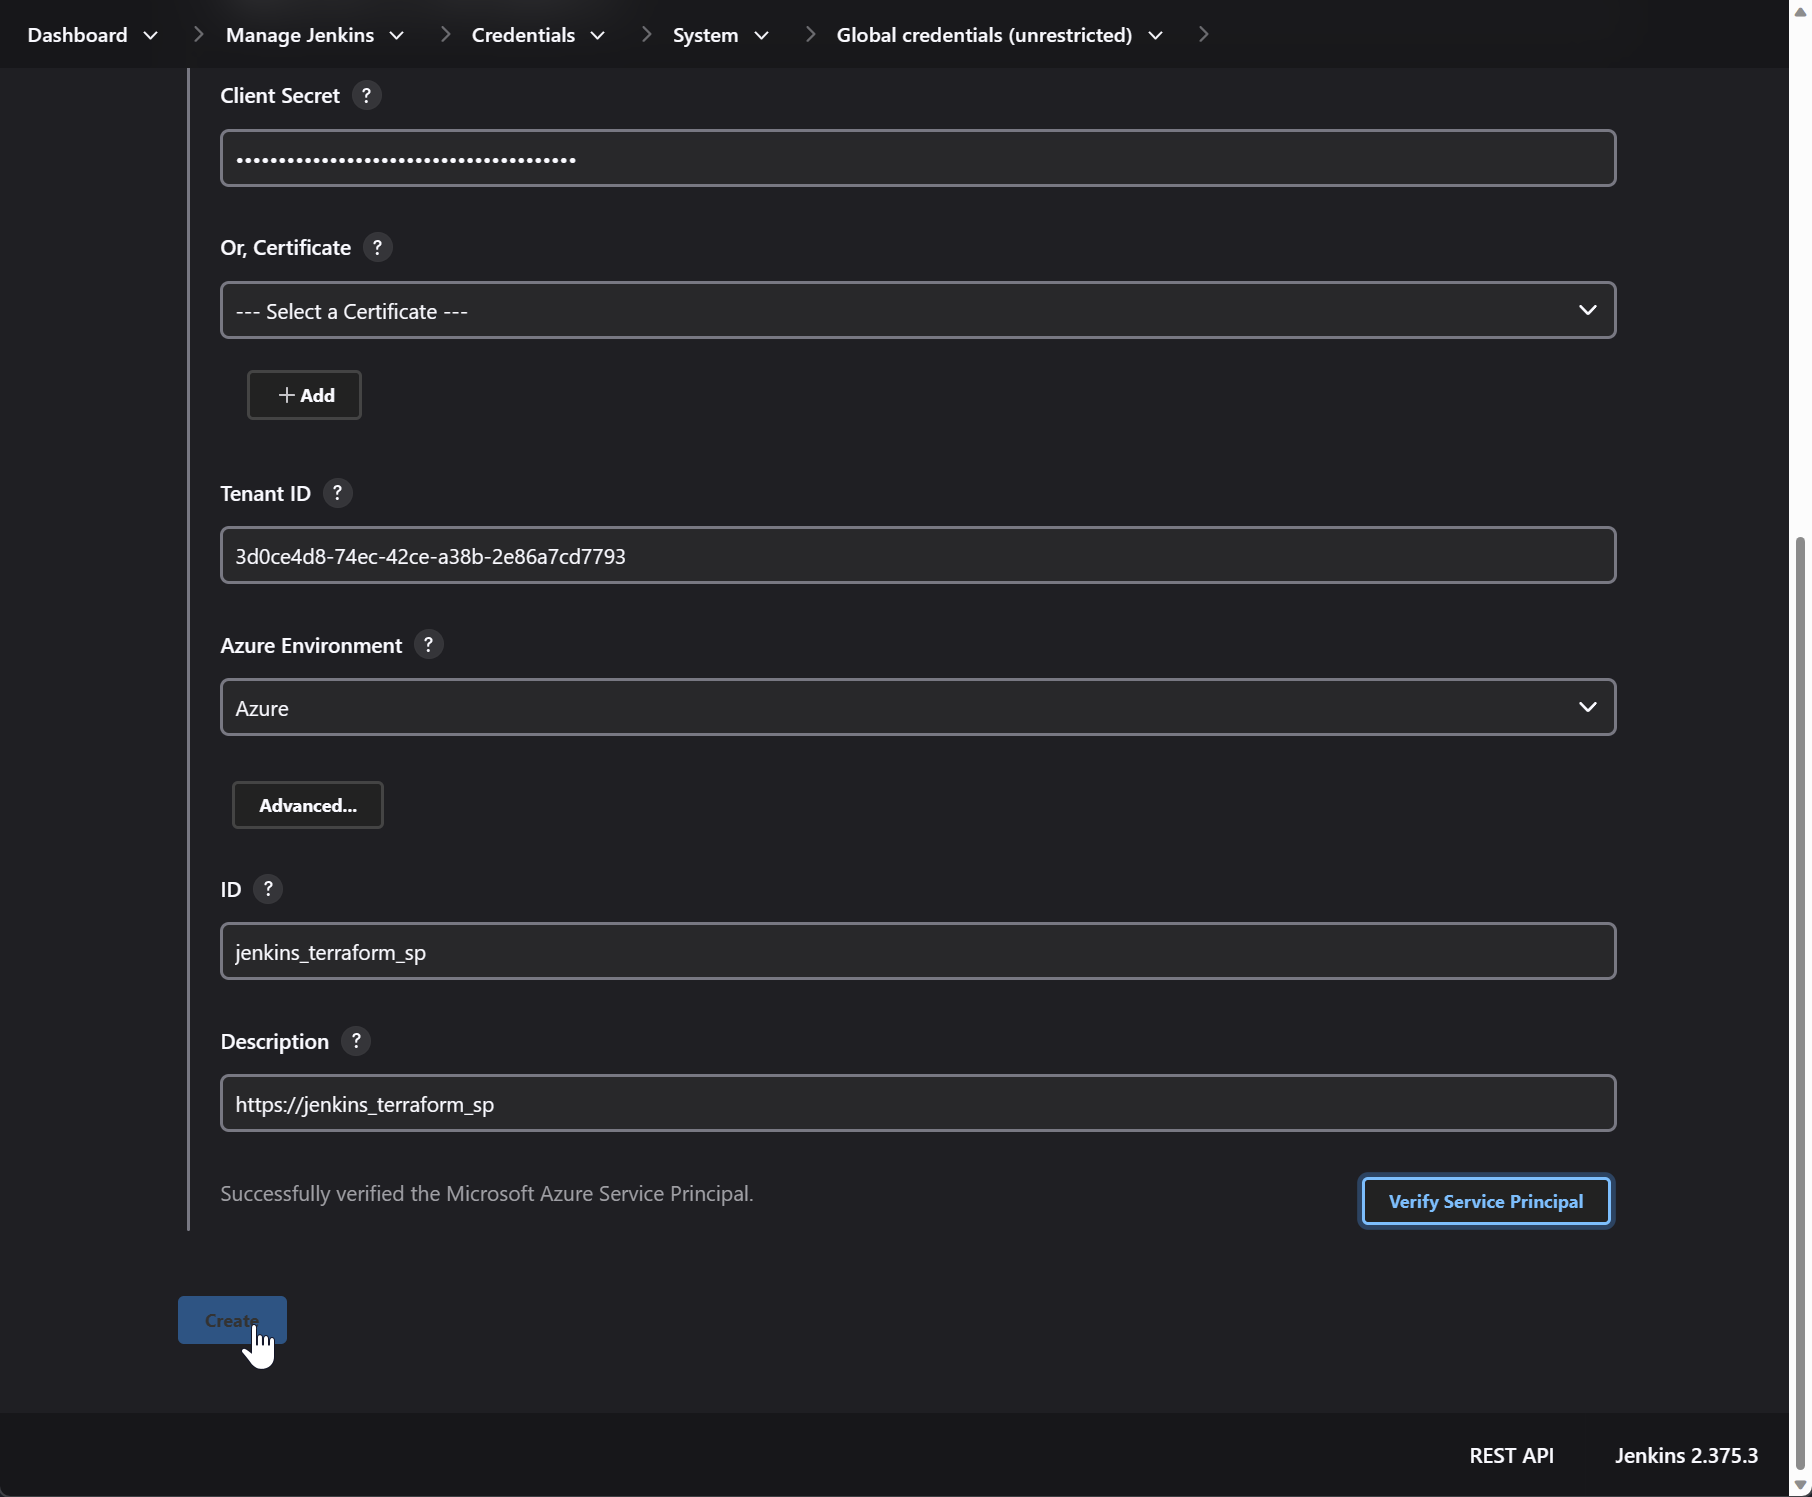 Dashboard Manage Jenkins Credentials System Global credentials (unrestricted)
Client Secret ?
••••••••••••••••••••••••••••••••••••••••
Or, Certificate ?
--- Select a Certificate ---
+ Add
Tenant ID ?
3d0ce4d8-74ec-42ce-a38b-2e86a7cd7793
Azure Environment ?
Azure
Advanced...
ID ?
jenkins_terraform_sp
Description ?
https://jenkins_terraform_sp
Successfully verified the Microsoft Azure Service Principal.
Verify Service Principal
Create
REST API Jenkins 2.375.3